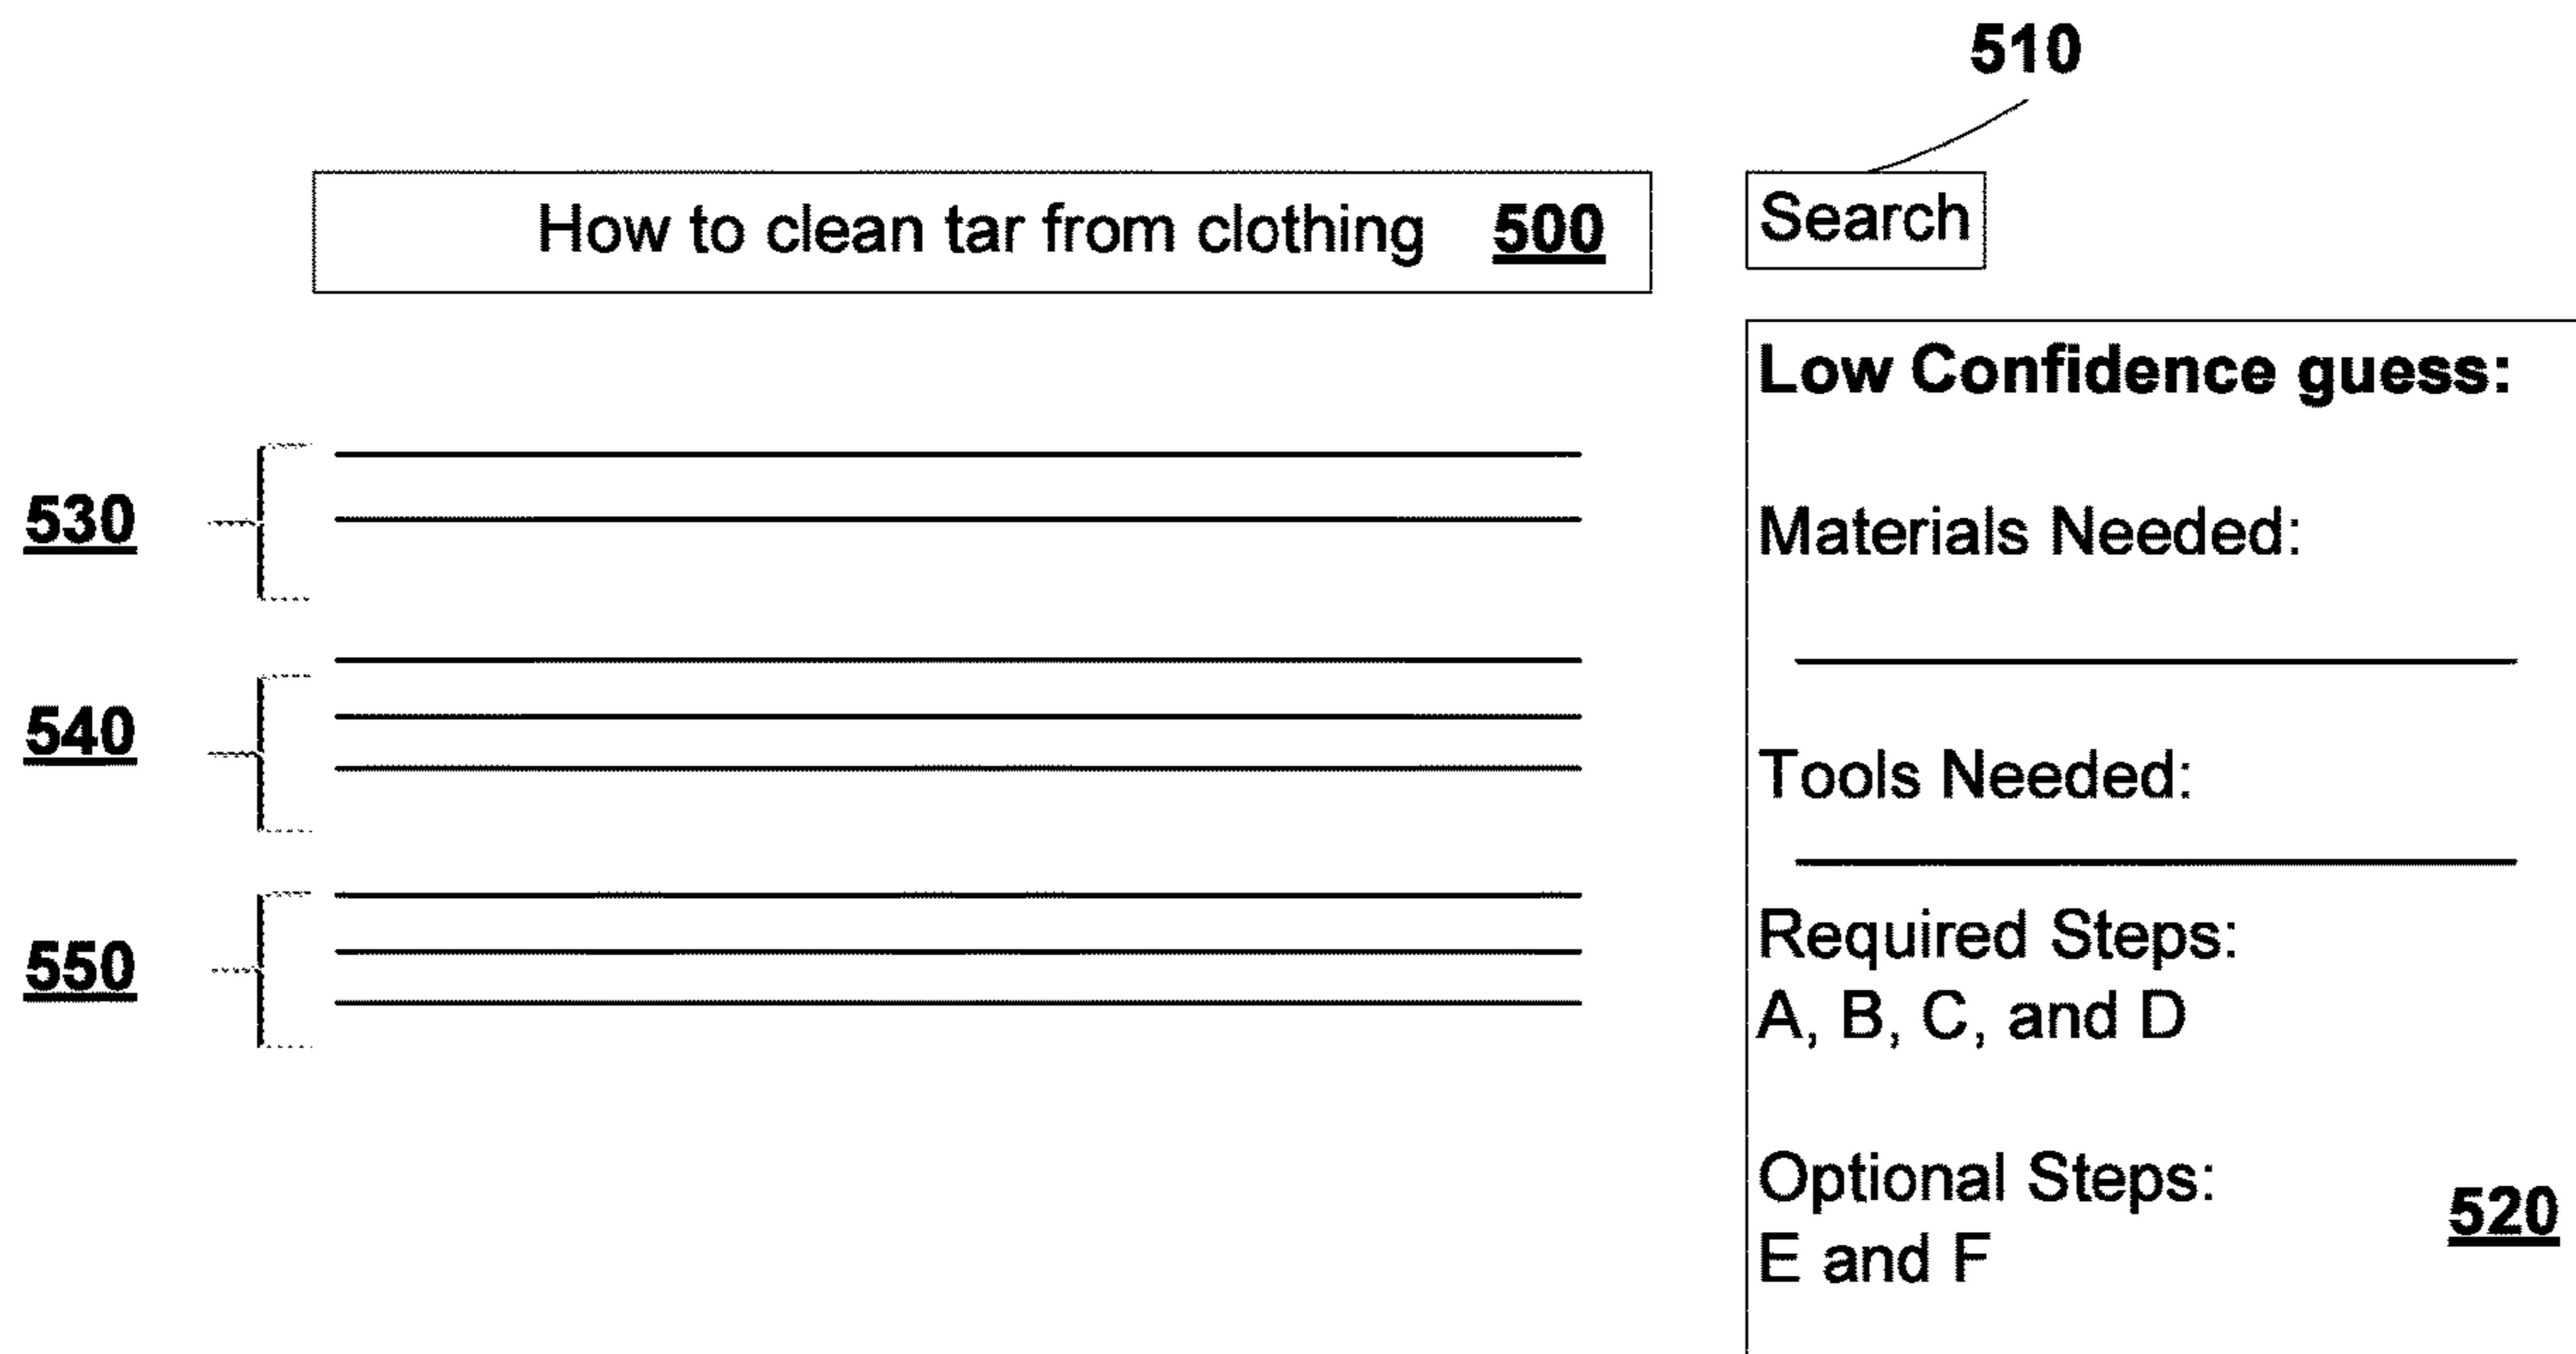 510
How to clean tar from clothing 500
Search
Low Confidence guess:
530
Materials Needed:
540
Tools Needed:
550
Required Steps:
A, B, C, and D
Optional Steps:
520
E and F